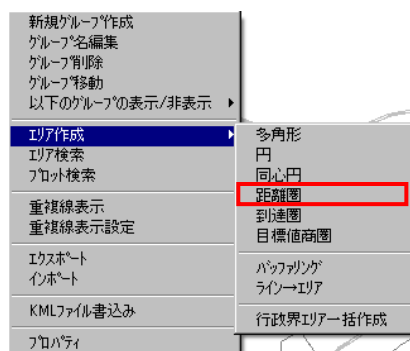 新規ｸﾞﾙｰﾌﾟ作成
ｸﾞﾙｰﾌﾟ名編集
ｸﾞﾙｰﾌﾟ削除
ｸﾞﾙｰﾌﾟ移動
以下のｸﾞﾙｰﾌﾟの表示/非表示
ｴﾘｱ作成
ｴﾘｱ検索
ﾌﾟﾛｯﾄ検索
重複線表示
重複線表示設定
ｴｸｽﾎﾟｰﾄ
ｲﾝﾎﾟｰﾄ
KMLﾌｧｲﾙ書込み
ﾌﾟﾛﾊﾟﾃｨ
多角形
円
同心円
距離圏
到達圏
目標値商圏
ﾊﾞｯﾌｧﾘﾝｸﾞ
ﾗｲﾝ→ｴﾘｱ
行政界ｴﾘｱ一括作成